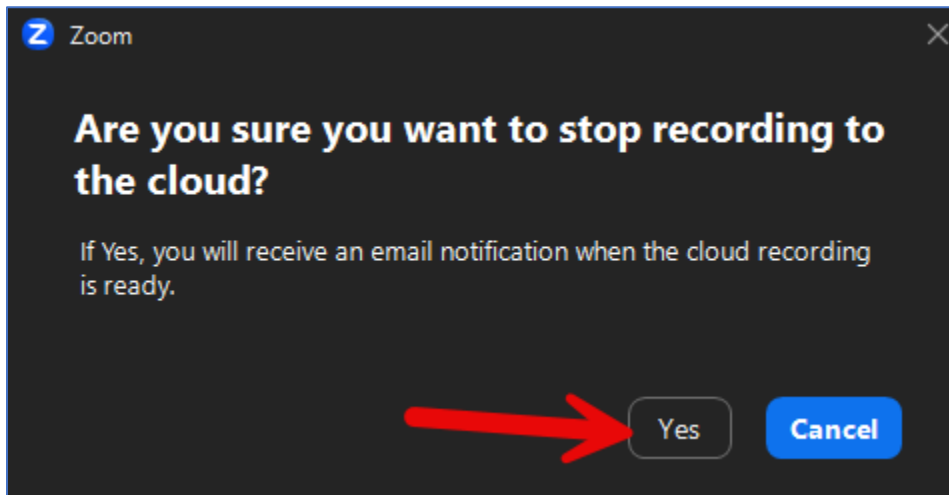 Zoom
Are you sure you want to stop recording to
the cloud?
If Yes, you will receive an email notification when the cloud recording
is ready.
Yes
Cancel